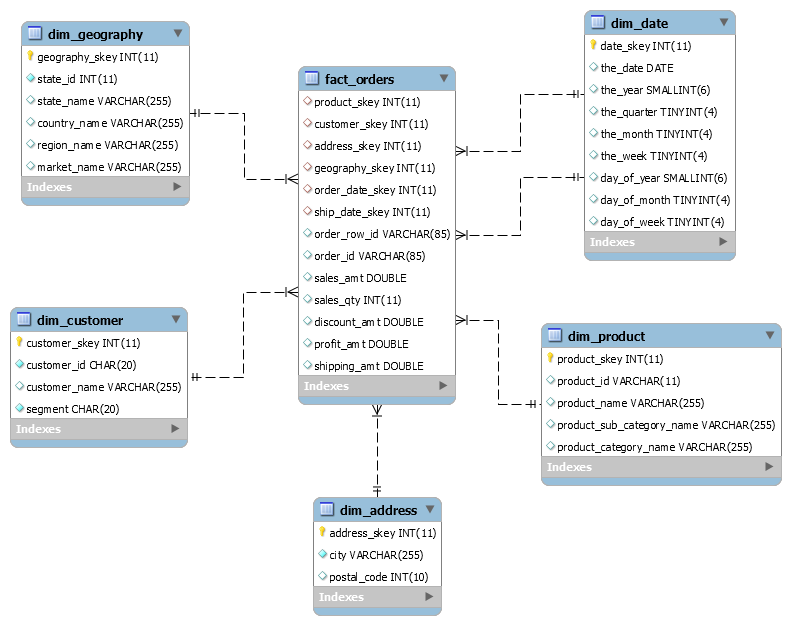 dim_geography
geography_skey INT(11)
state_id INT(11)
state_name VARCHAR(255)
country_name VARCHAR(255)
region_name VARCHAR(255)
market_name VARCHAR(255)
Indexes
fact_orders
product_skey INT(11)
customer_skey INT(11)
address_skey INT(11)
geography_skey INT(11)
order_date_skey INT(11)
ship_date_skey INT(11)
order_row_id VARCHAR(85)
order_id VARCHAR(85)
sales_amt DOUBLE
sales_qty INT(11)
discount_amt DOUBLE
profit_amt DOUBLE
shipping_amt DOUBLE
Indexes
dim_date
date_skey INT(11)
the_date DATE
the_year SMALLINT(6)
the_quarter TINYINT(4)
the_month TINYINT(4)
the_week TINYINT(4)
day_of_year SMALLINT(6)
day_of_month TINYINT(4)
day_of_week TINYINT(4)
Indexes
dim_customer
customer_skey INT(11)
customer_id CHAR(20)
customer_name VARCHAR(255)
segment CHAR(20)
Indexes
dim_product
product_skey INT(11)
product_id VARCHAR(11)
product_name VARCHAR(255)
product_sub_category_name VARCHAR(255)
product_category_name VARCHAR(255)
Indexes
dim_address
address_skey INT(11)
city VARCHAR(255)
postal_code INT(10)
Indexes